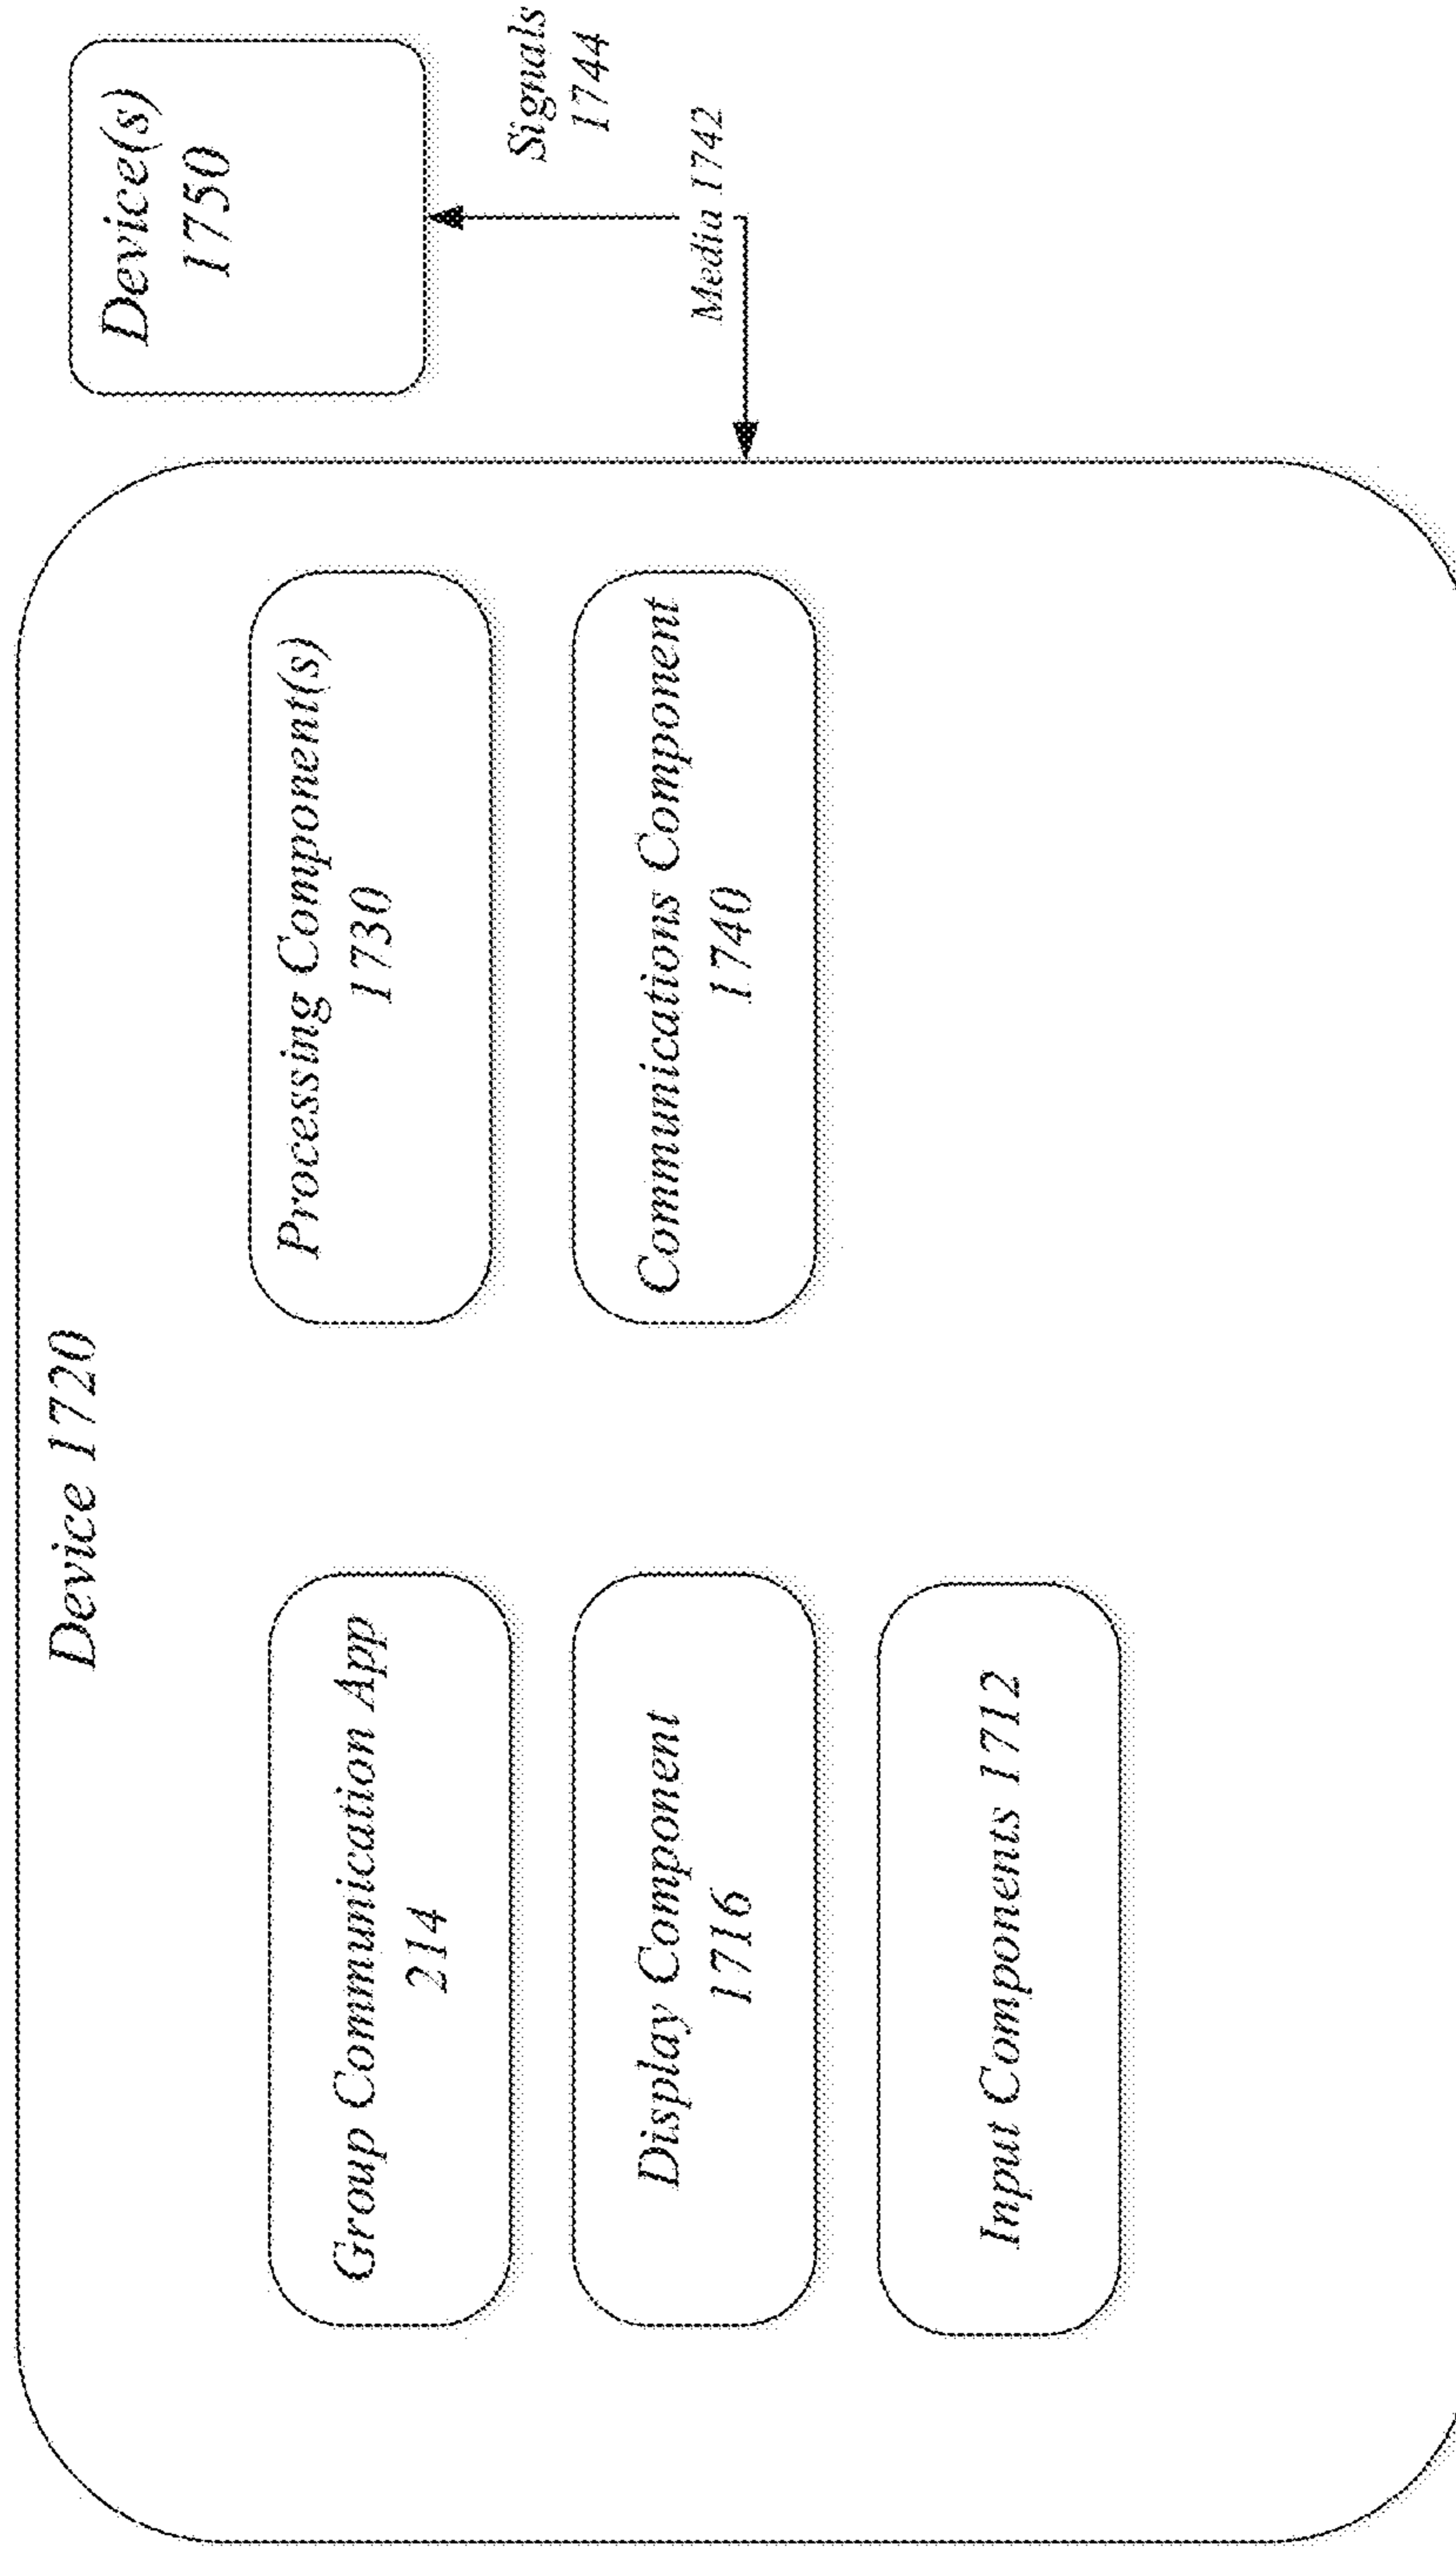 Device 1720
Group Communication App
214
Display Component
1716
Input Components 1712
Processing Component(s)
1730
Communications Component
1740
Device(s)
1750
Signals
1744
Media 1742